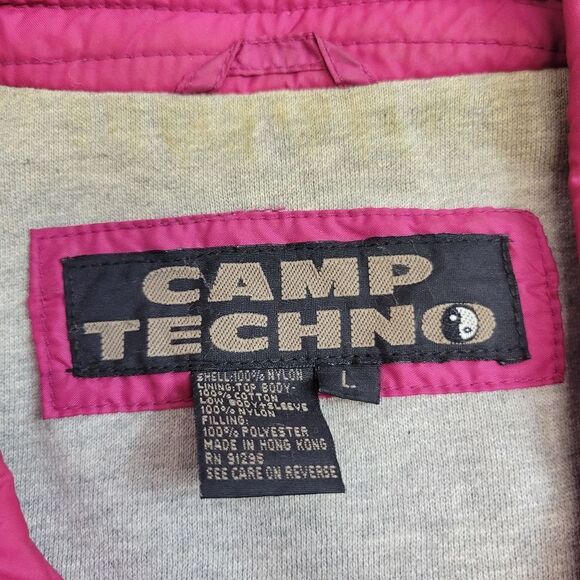 CAMP
TECHNO
L
SHELL:100% NYLON
LINING:TOP BODY-
100% COTTON
LOW BODY+SLEEVE
100% NYLON
FILLING:
100% POLYESTER
MADE IN HONG KONG
RN 91296
SEE CARE ON REVERSE